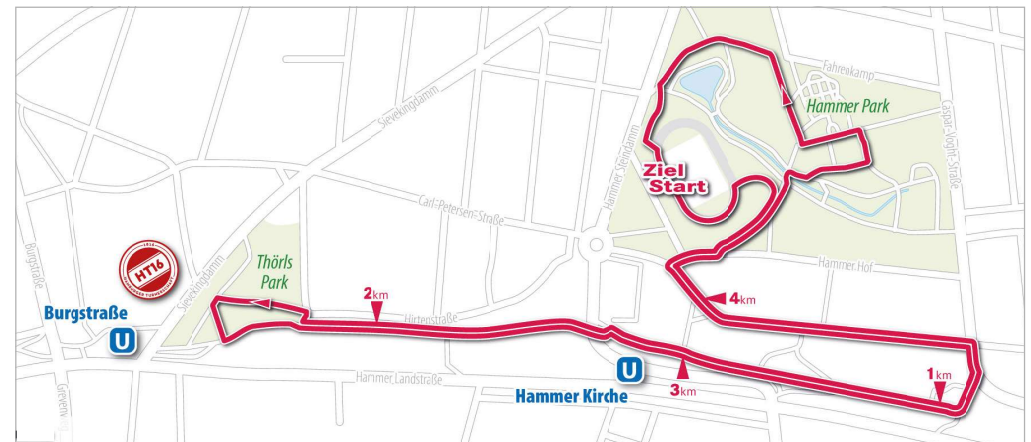 Fahrenkamp
Hammer Park
Caspar-Voght-Straße
Sievekingdamm
Hammer Steindamm
Ziel
Start
Carl-Petersen-Straße
Burgstraße
HT16
Thörls
Park
Sievekingdamm
Hammer Hof
Burgstraße
U
2km
Hirtenstraße
4km
Hammer Landstraße
U
Hammer Kirche
3km
1km